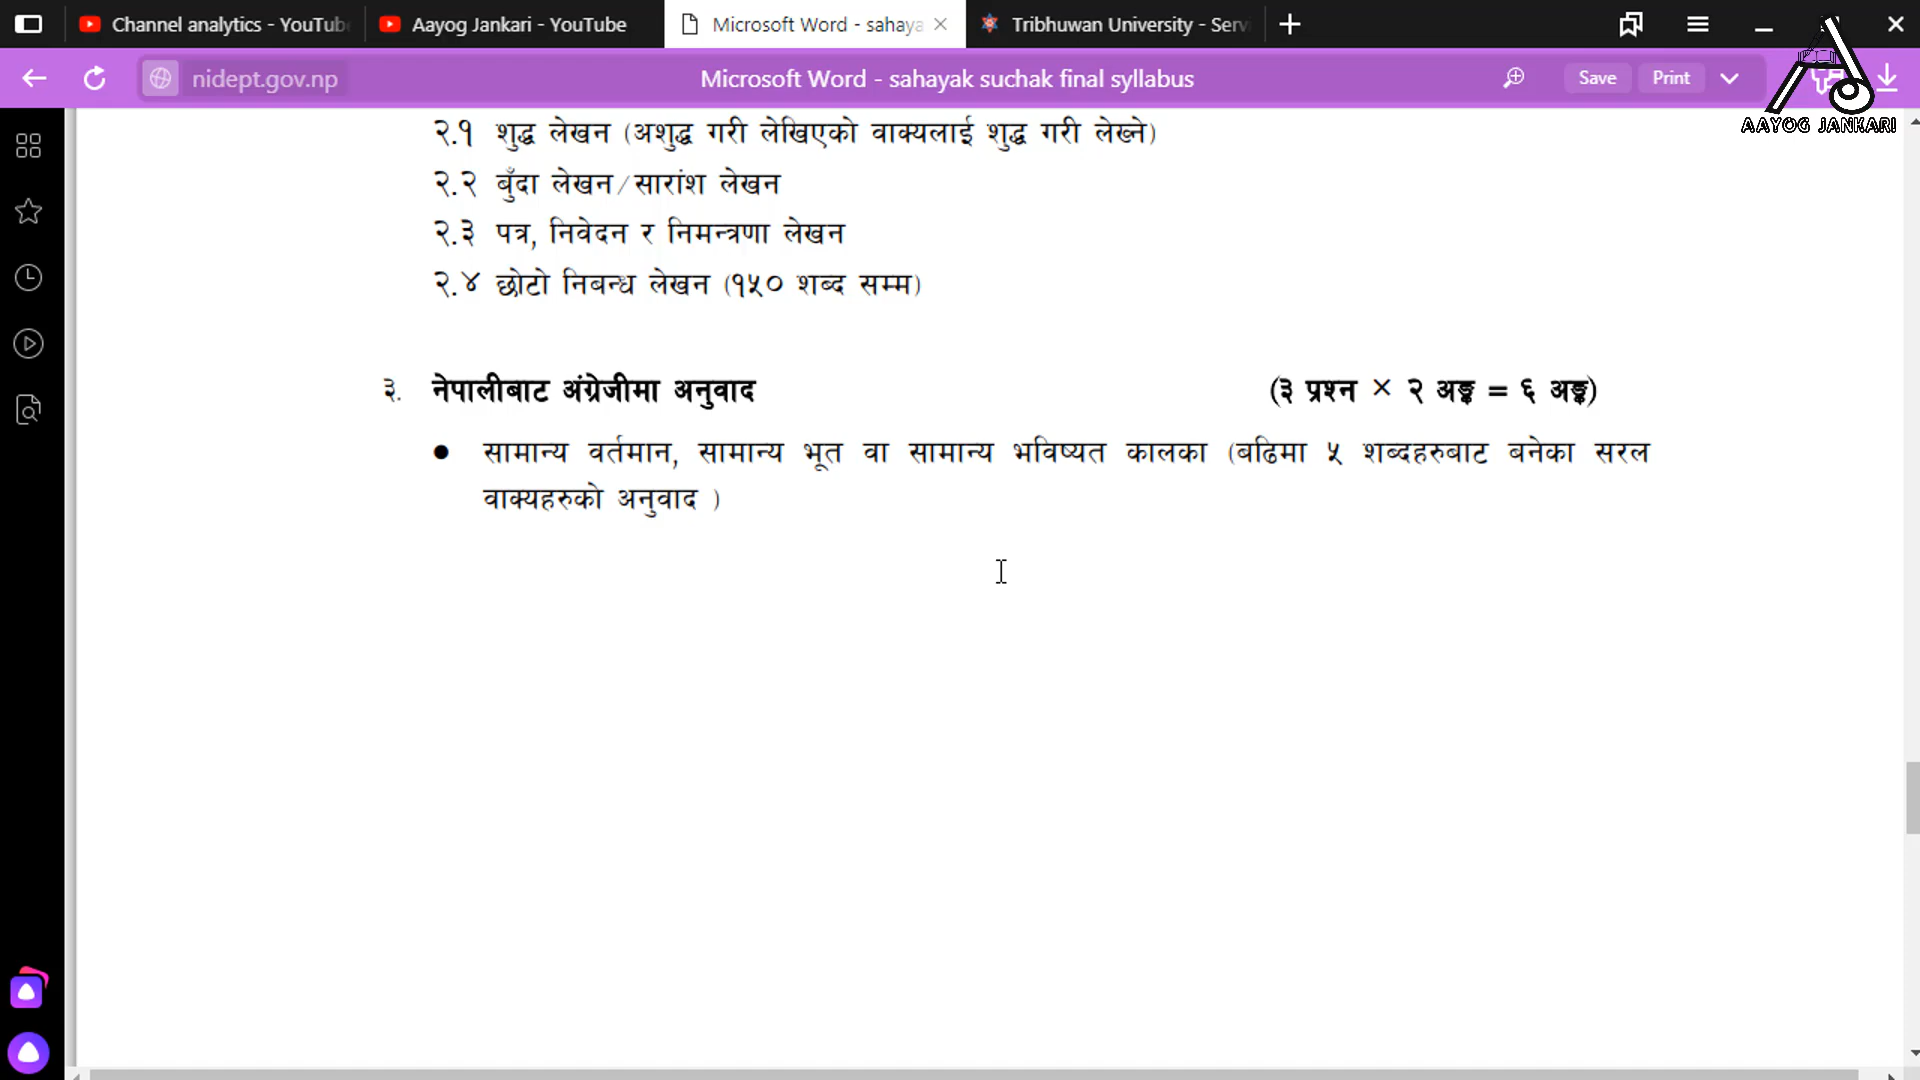 Channel analytics - YouTub
Aayog Jankari - YouTube
Microsoft Word - sahaya
Tribhuwan University - Serv
nidept.gov.np
Microsoft Word - sahayak suchak final syllabus
Save
Print
AAYOG JANKARI
२.१ शुद्ध लेखन (अशुद्ध गरी लेखिएको वाक्यलाई शुद्ध गरी लेख्ने)
२.२ बुँदा लेखन/सारांश लेखन
२.३ पत्र, निवेदन र निमन्त्रणा लेखन
२.४ छोटो निबन्ध लेखन (१५० शब्द सम्म)
३. नेपालीबाट अंग्रेजीमा अनुवाद (३ प्रश्न × २ अङ्क = ६ अङ्क)
● सामान्य वर्तमान, सामान्य भूत वा सामान्य भविष्यत कालका (बढिमा ५ शब्दहरुबाट बनेका सरल
वाक्यहरुको अनुवाद )